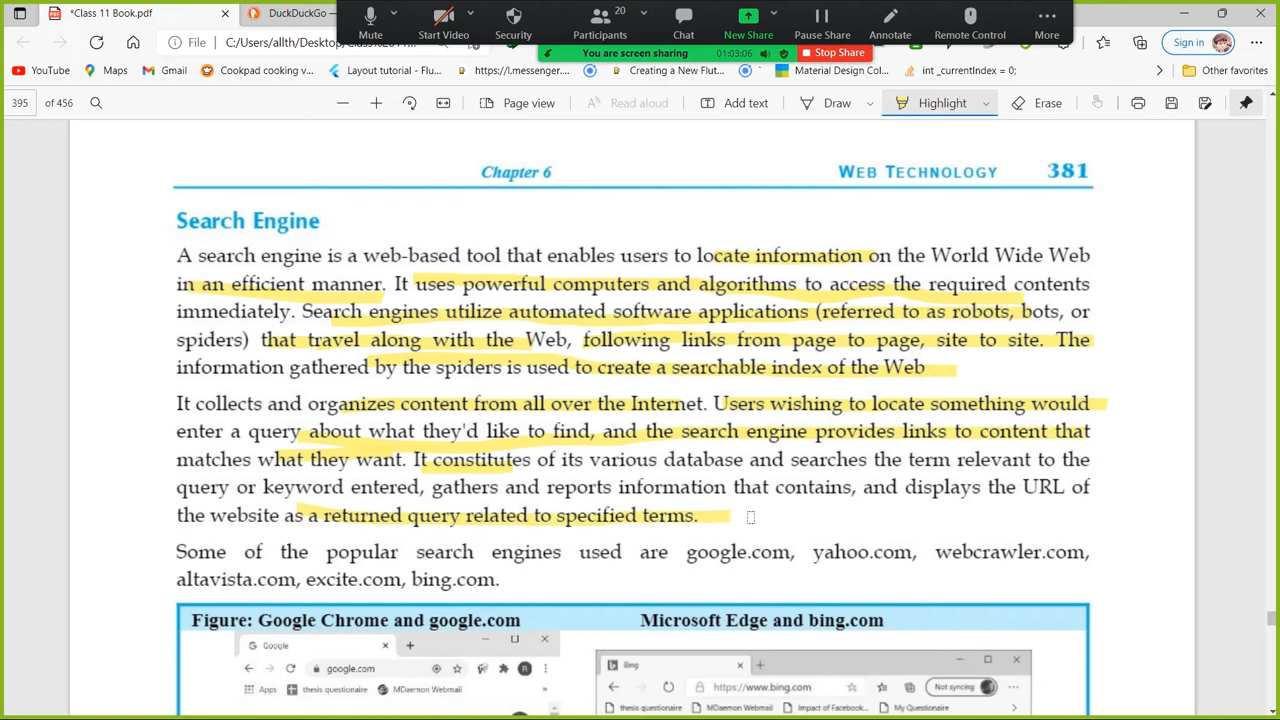 *Class 11 Book.pdf
DuckDuckGo —
20
Mute
Start Video
Security
Participants
Chat
New Share
Pause Share
Annotate
Remote Control
More
You are screen sharing
01:03:06
Stop Share
File
C:/Users/allth/Desktop/Class%20
Sign in
YouTube
Maps
Gmail
Cookpad cooking v...
Layout tutorial - Flu...
https://l.messenger...
Creating a New Flut...
Material Design Col...
int _currentIndex = 0;
Other favorites
395 of 456
Page view
Read aloud
Add text
Draw
Highlight
Erase
Chapter 6 WEB TECHNOLOGY 381
Search Engine
A search engine is a web-based tool that enables users to locate information on the World Wide Web
in an efficient manner. It uses powerful computers and algorithms to access the required contents
immediately. Search engines utilize automated software applications (referred to as robots, bots, or
spiders) that travel along with the Web, following links from page to page, site to site. The
information gathered by the spiders is used to create a searchable index of the Web
It collects and organizes content from all over the Internet. Users wishing to locate something would
enter a query about what they'd like to find, and the search engine provides links to content that
matches what they want. It constitutes of its various database and searches the term relevant to the
query or keyword entered, gathers and reports information that contains, and displays the URL of
the website as a returned query related to specified terms.
Some of the popular search engines used are google.com, yahoo.com, webcrawler.com,
altavista.com, excite.com, bing.com.
Figure: Google Chrome and google.com Microsoft Edge and bing.com
Google
google.com
Apps
thesis questionaire
MDaemon Webmail
Bing
https://www.bing.com
Not syncing
thesis questionaire
MDaemon Webmail
Impact of Facebook...
My Questionaire